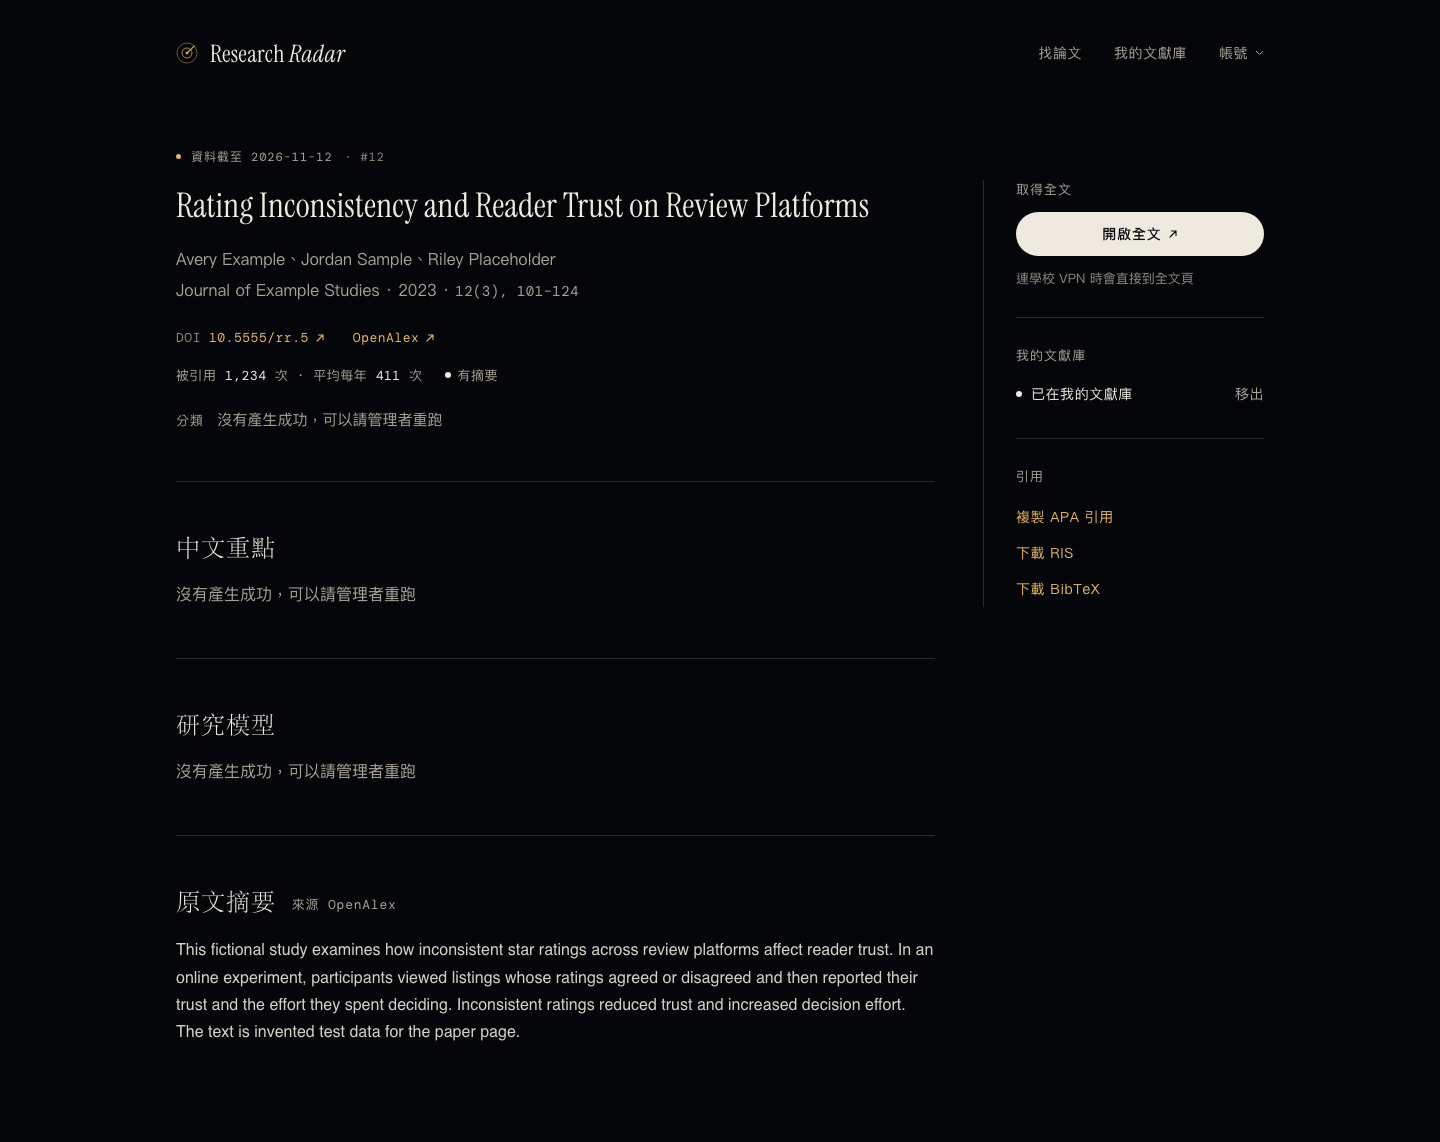 Research Radar
找論文 我的文獻庫 帳號
資料截至 2026-11-12 · #12
Rating Inconsistency and Reader Trust on Review Platforms
Avery Example、Jordan Sample、Riley Placeholder
Journal of Example Studies · 2023 · 12(3), 101–124
DOI 10.5555/rr.5 ↗ OpenAlex ↗
被引用 1,234 次 · 平均每年 411 次 有摘要
分類 沒有產生成功，可以請管理者重跑
中文重點
沒有產生成功，可以請管理者重跑
研究模型
沒有產生成功，可以請管理者重跑
原文摘要 來源 OpenAlex
This fictional study examines how inconsistent star ratings across review platforms affect reader trust. In an
online experiment, participants viewed listings whose ratings agreed or disagreed and then reported their
trust and the effort they spent deciding. Inconsistent ratings reduced trust and increased decision effort.
The text is invented test data for the paper page.
取得全文
開啟全文 ↗
連學校 VPN 時會直接到全文頁
我的文獻庫
已在我的文獻庫 移出
引用
複製 APA 引用
下載 RIS
下載 BibTeX